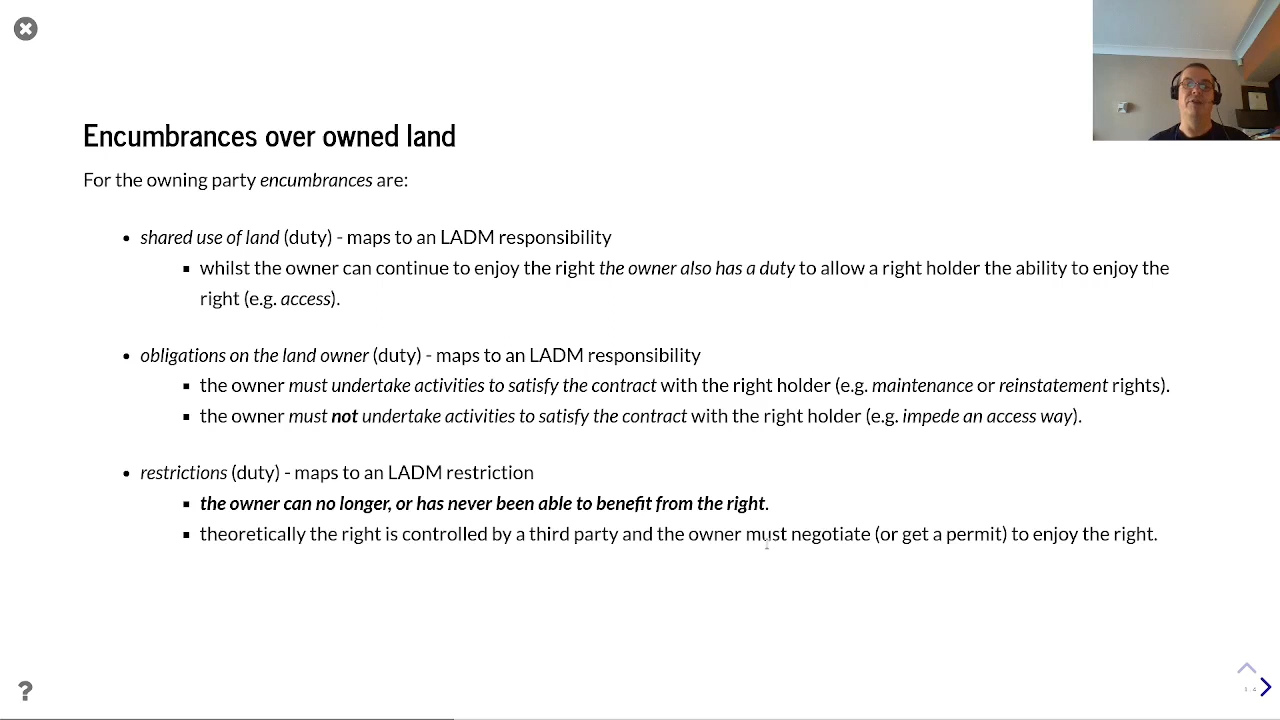 Encumbrances over owned land
For the owning party encumbrances are:
• shared use of land (duty) - maps to an LADM responsibility
▪ whilst the owner can continue to enjoy the right the owner also has a duty to allow a right holder the ability to enjoy the
right (e.g. access).
• obligations on the land owner (duty) - maps to an LADM responsibility
▪ the owner must undertake activities to satisfy the contract with the right holder (e.g. maintenance or reinstatement rights).
▪ the owner must not undertake activities to satisfy the contract with the right holder (e.g. impede an access way).
• restrictions (duty) - maps to an LADM restriction
▪ the owner can no longer, or has never been able to benefit from the right.
▪ theoretically the right is controlled by a third party and the owner must negotiate (or get a permit) to enjoy the right.
?